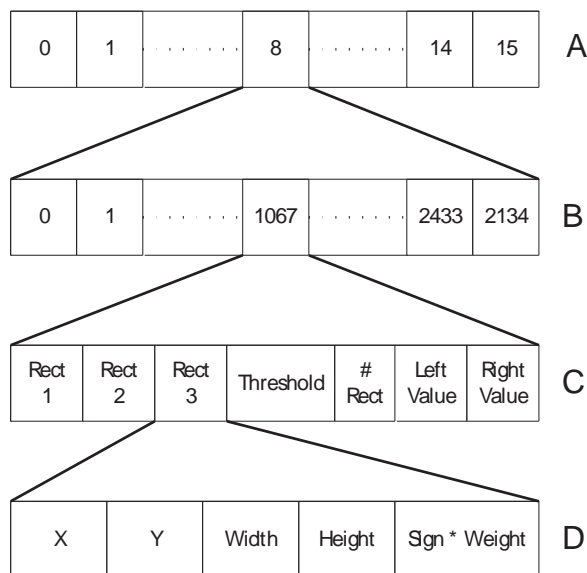 0 1 8 14 15 A
0 1 1067 2433 2134 B
Rect 1 Rect 2 Rect 3 Threshold # Rect Left Value Right Value C
X Y Width Height Sign * Weight D